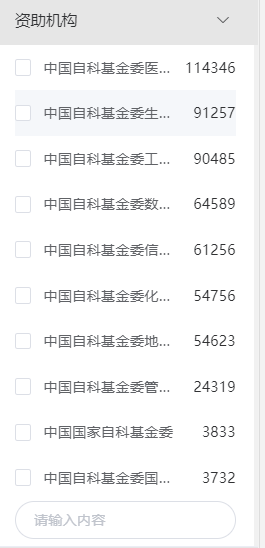 资助机构
中国自科基金委医... 114346
中国自科基金委生... 91257
中国自科基金委工... 90485
中国自科基金委数... 64589
中国自科基金委信... 61256
中国自科基金委化... 54756
中国自科基金委地... 54623
中国自科基金委管... 24319
中国国家自科基金委 3833
中国自科基金委国... 3732
请输入内容